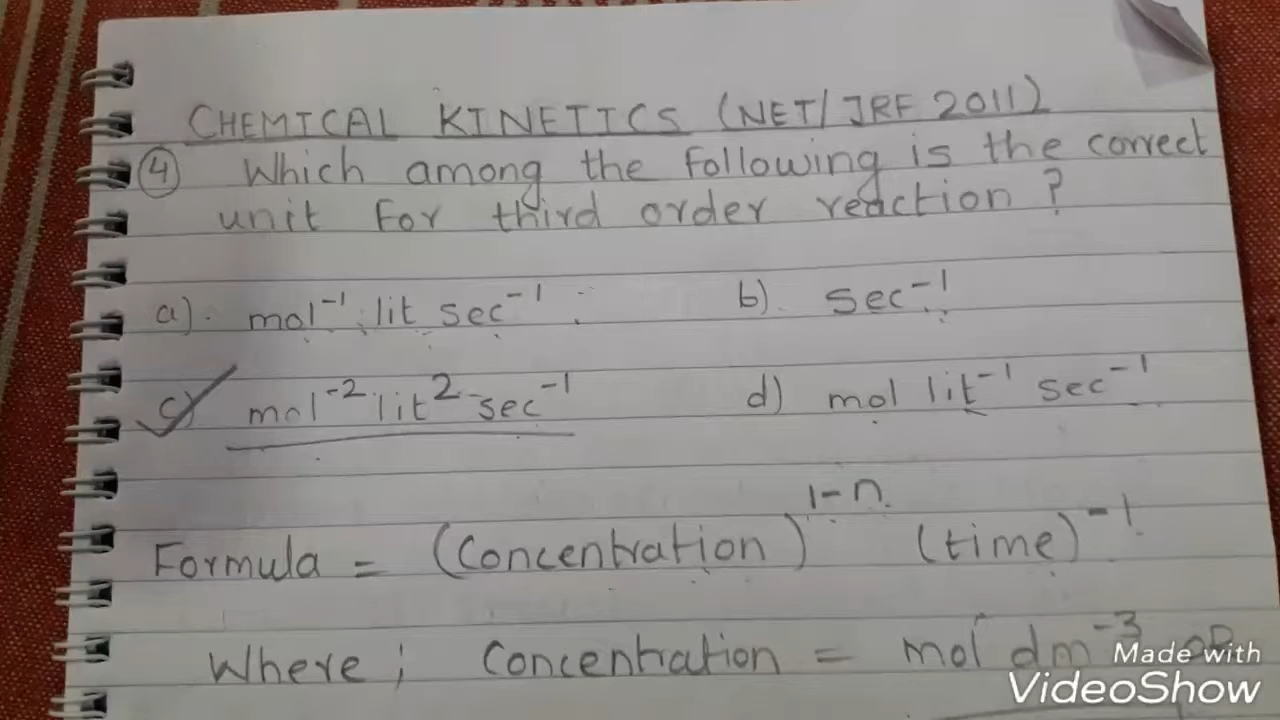 CHEMICAL KINETICS (NET/JRF 2011)
④ Which among the following is the correct
unit for third order reaction?
a). mol⁻¹ lit sec⁻¹ b). sec⁻¹
c) mol⁻² lit² sec⁻¹ d) mol lit⁻¹ sec⁻¹
Formula = (Concentration)¹⁻ⁿ (time)⁻¹
Where; Concentration = mol dm⁻³
Made with
VideoShow